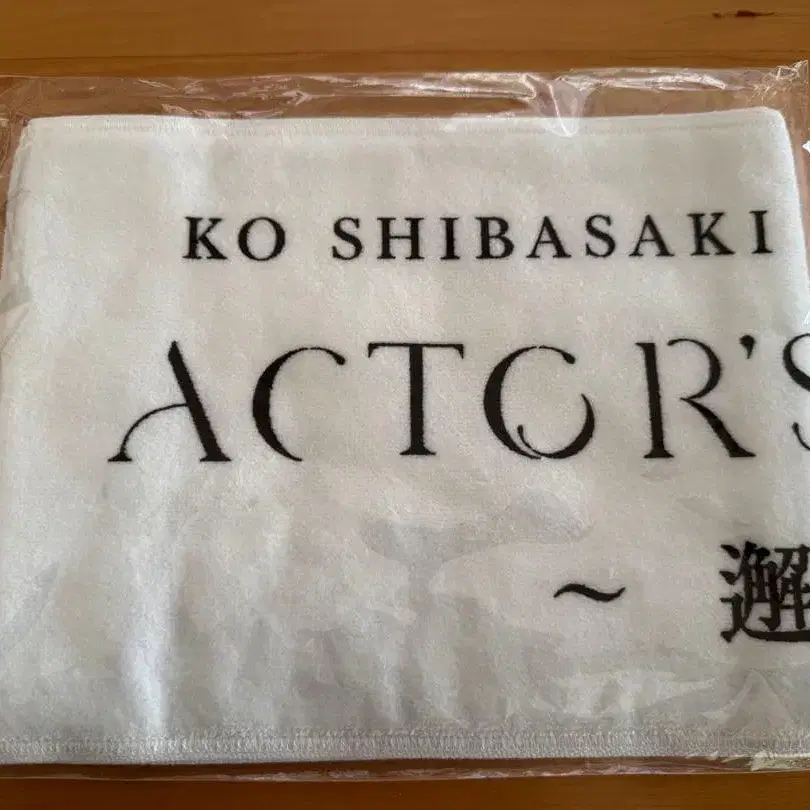 KO SHIBASAKI
ACTOR'S
~ 邂